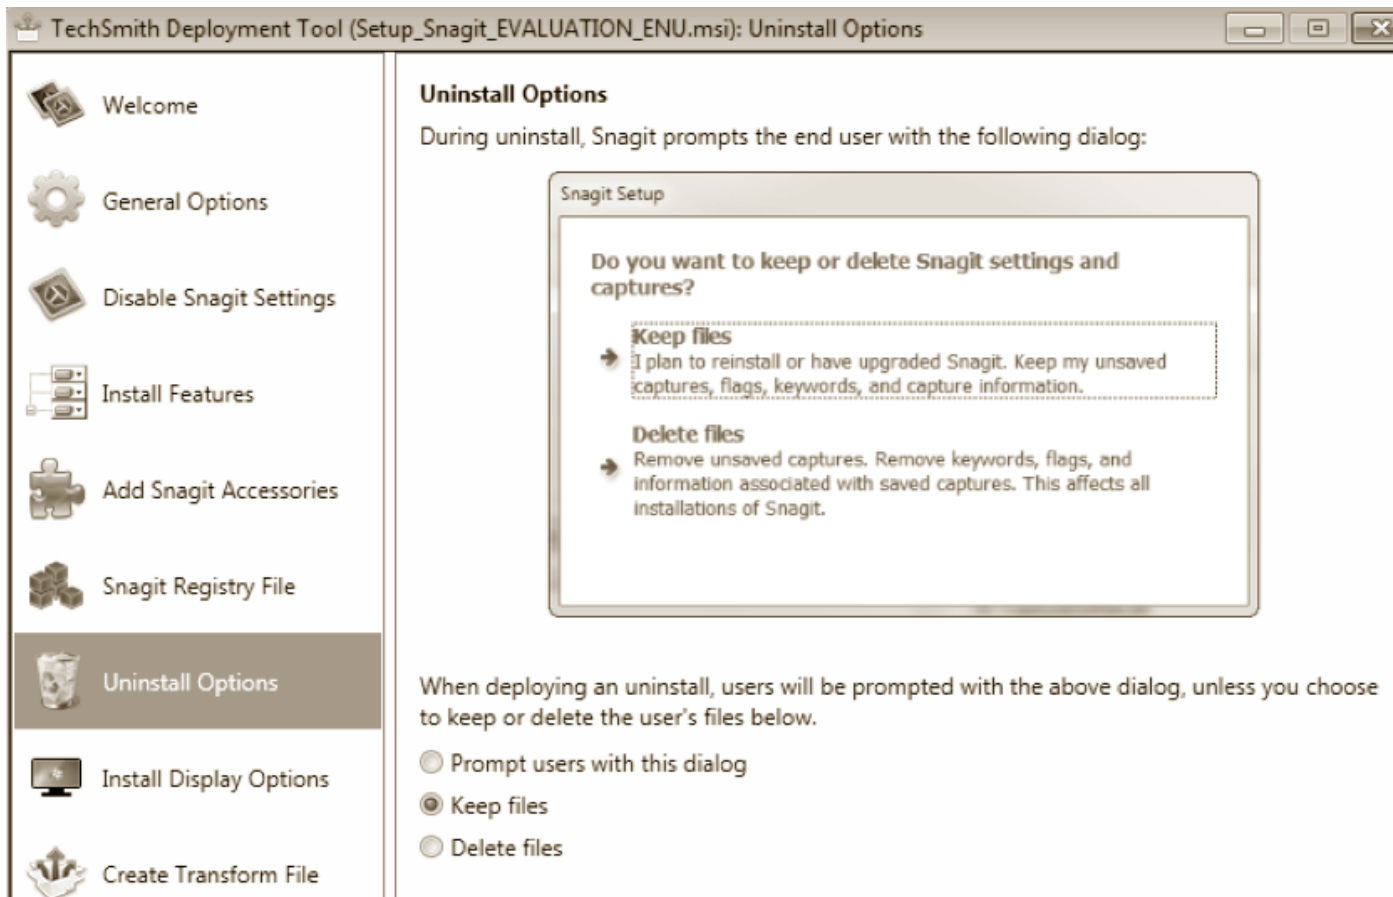 TechSmith Deployment Tool (Setup_Snagit_EVALUATION_ENU.msi): Uninstall Options
Welcome
General Options
Disable Snagit Settings
Install Features
Add Snagit Accessories
Snagit Registry File
Uninstall Options
Install Display Options
Create Transform File
Uninstall Options
During uninstall, Snagit prompts the end user with the following dialog:
Snagit Setup
Do you want to keep or delete Snagit settings and
captures?
Keep files
I plan to reinstall or have upgraded Snagit. Keep my unsaved
captures, flags, keywords, and capture information.
Delete files
Remove unsaved captures. Remove keywords, flags, and
information associated with saved captures. This affects all
installations of Snagit.
When deploying an uninstall, users will be prompted with the above dialog, unless you choose
to keep or delete the user's files below.
Prompt users with this dialog
Keep files
Delete files